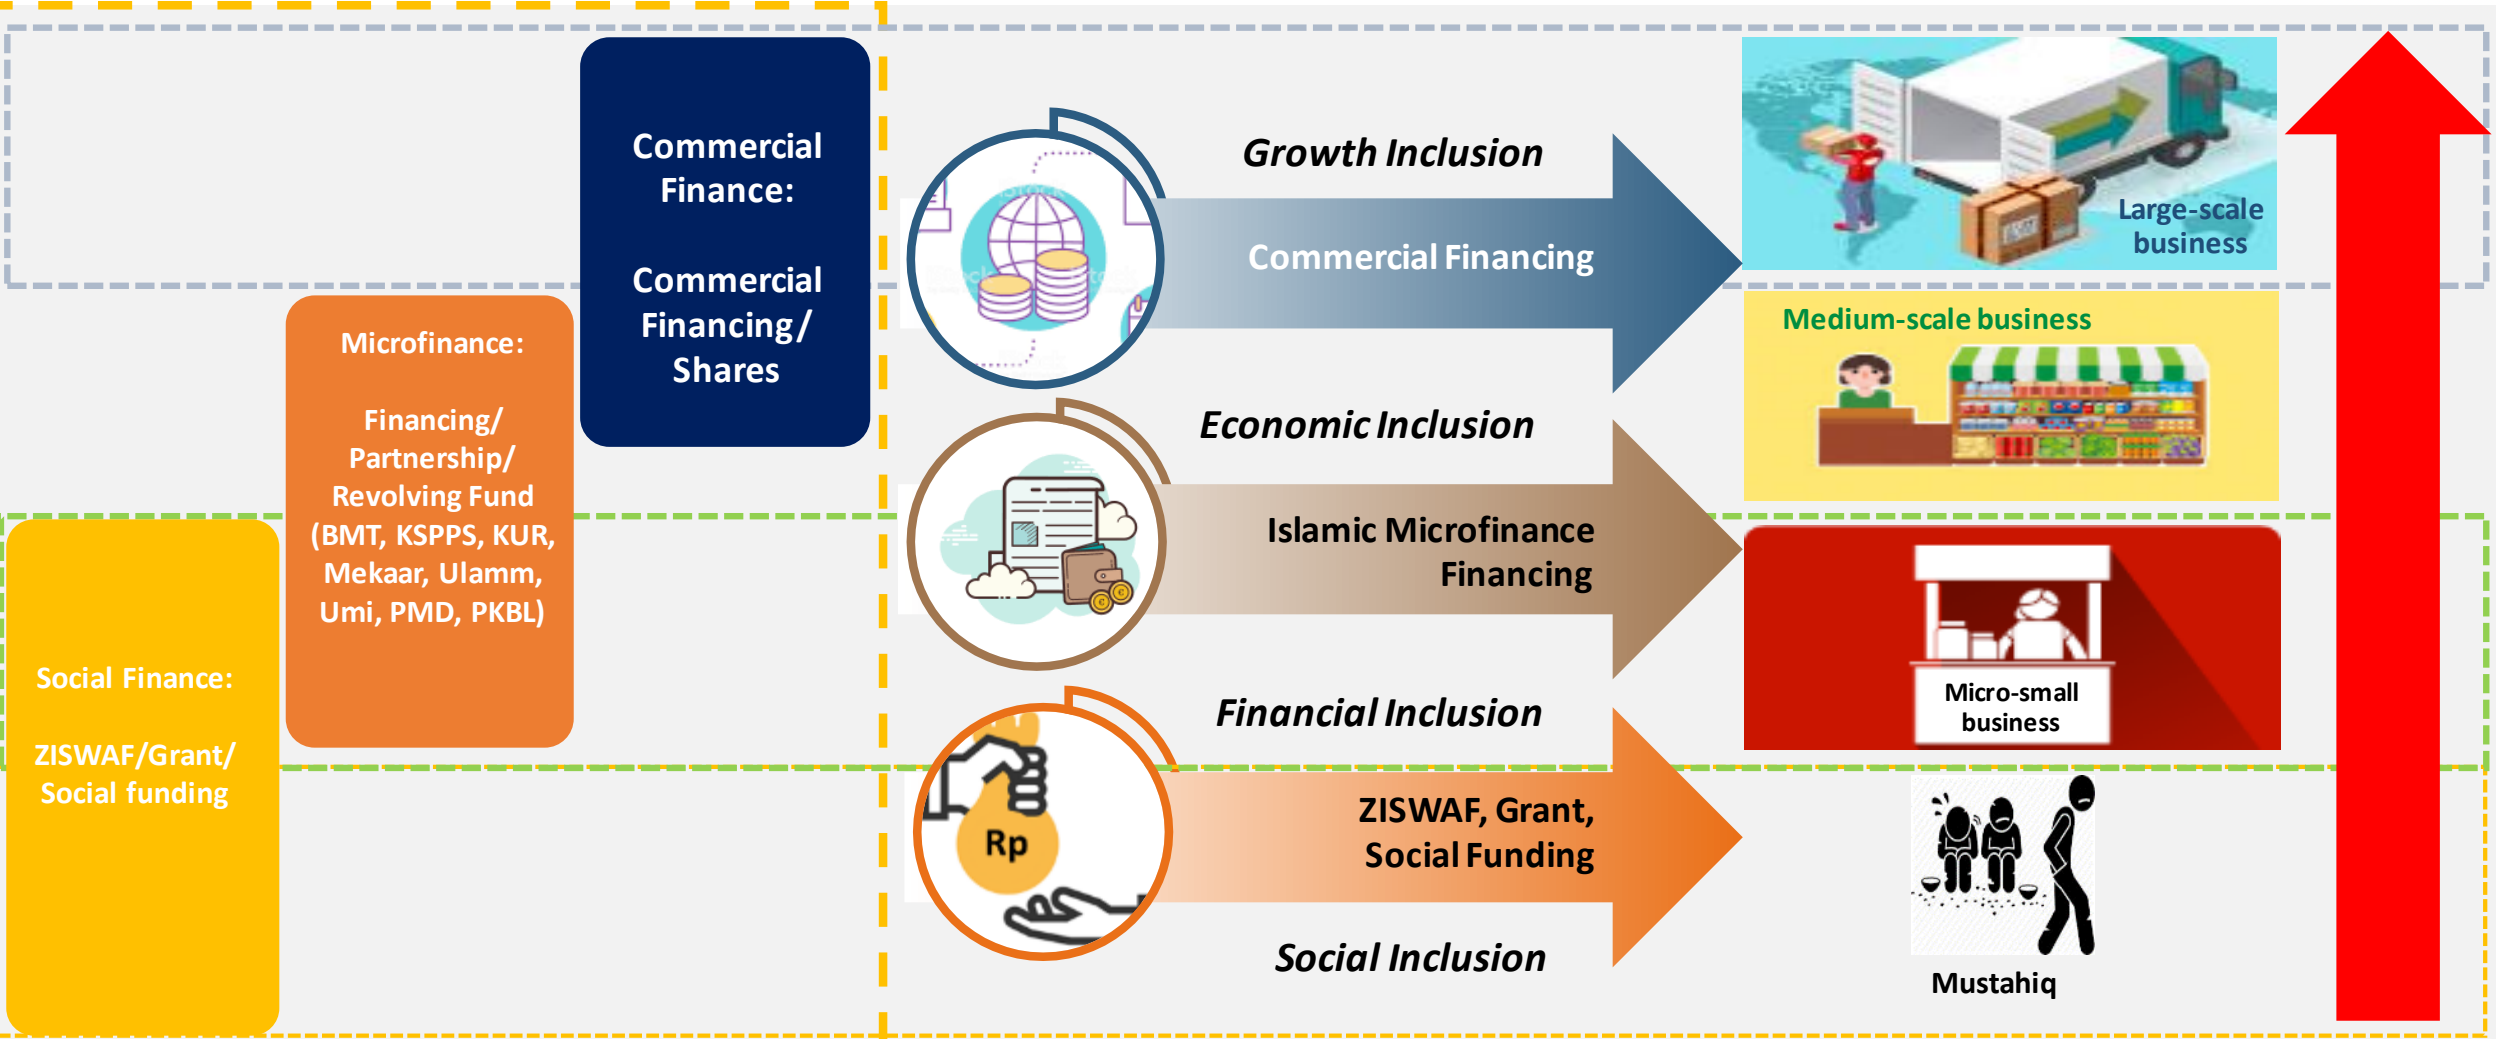 Commercial
Finance:
Commercial
Financing/
Shares
Microfinance:
Financing/
Partnership/
Revolving Fund
(BMT, KSPPS, KUR,
Mekaar, Ulamm,
Umi, PMD, PKBL)
Social Finance:
ZISWAF/Grant/
Social funding
Growth Inclusion
Commercial Financing
Economic Inclusion
Islamic Microfinance
Financing
Financial Inclusion
Rp
ZISWAF, Grant,
Social Funding
Social Inclusion
Large-scale
business
Medium-scale business
Micro-small
business
Mustahiq